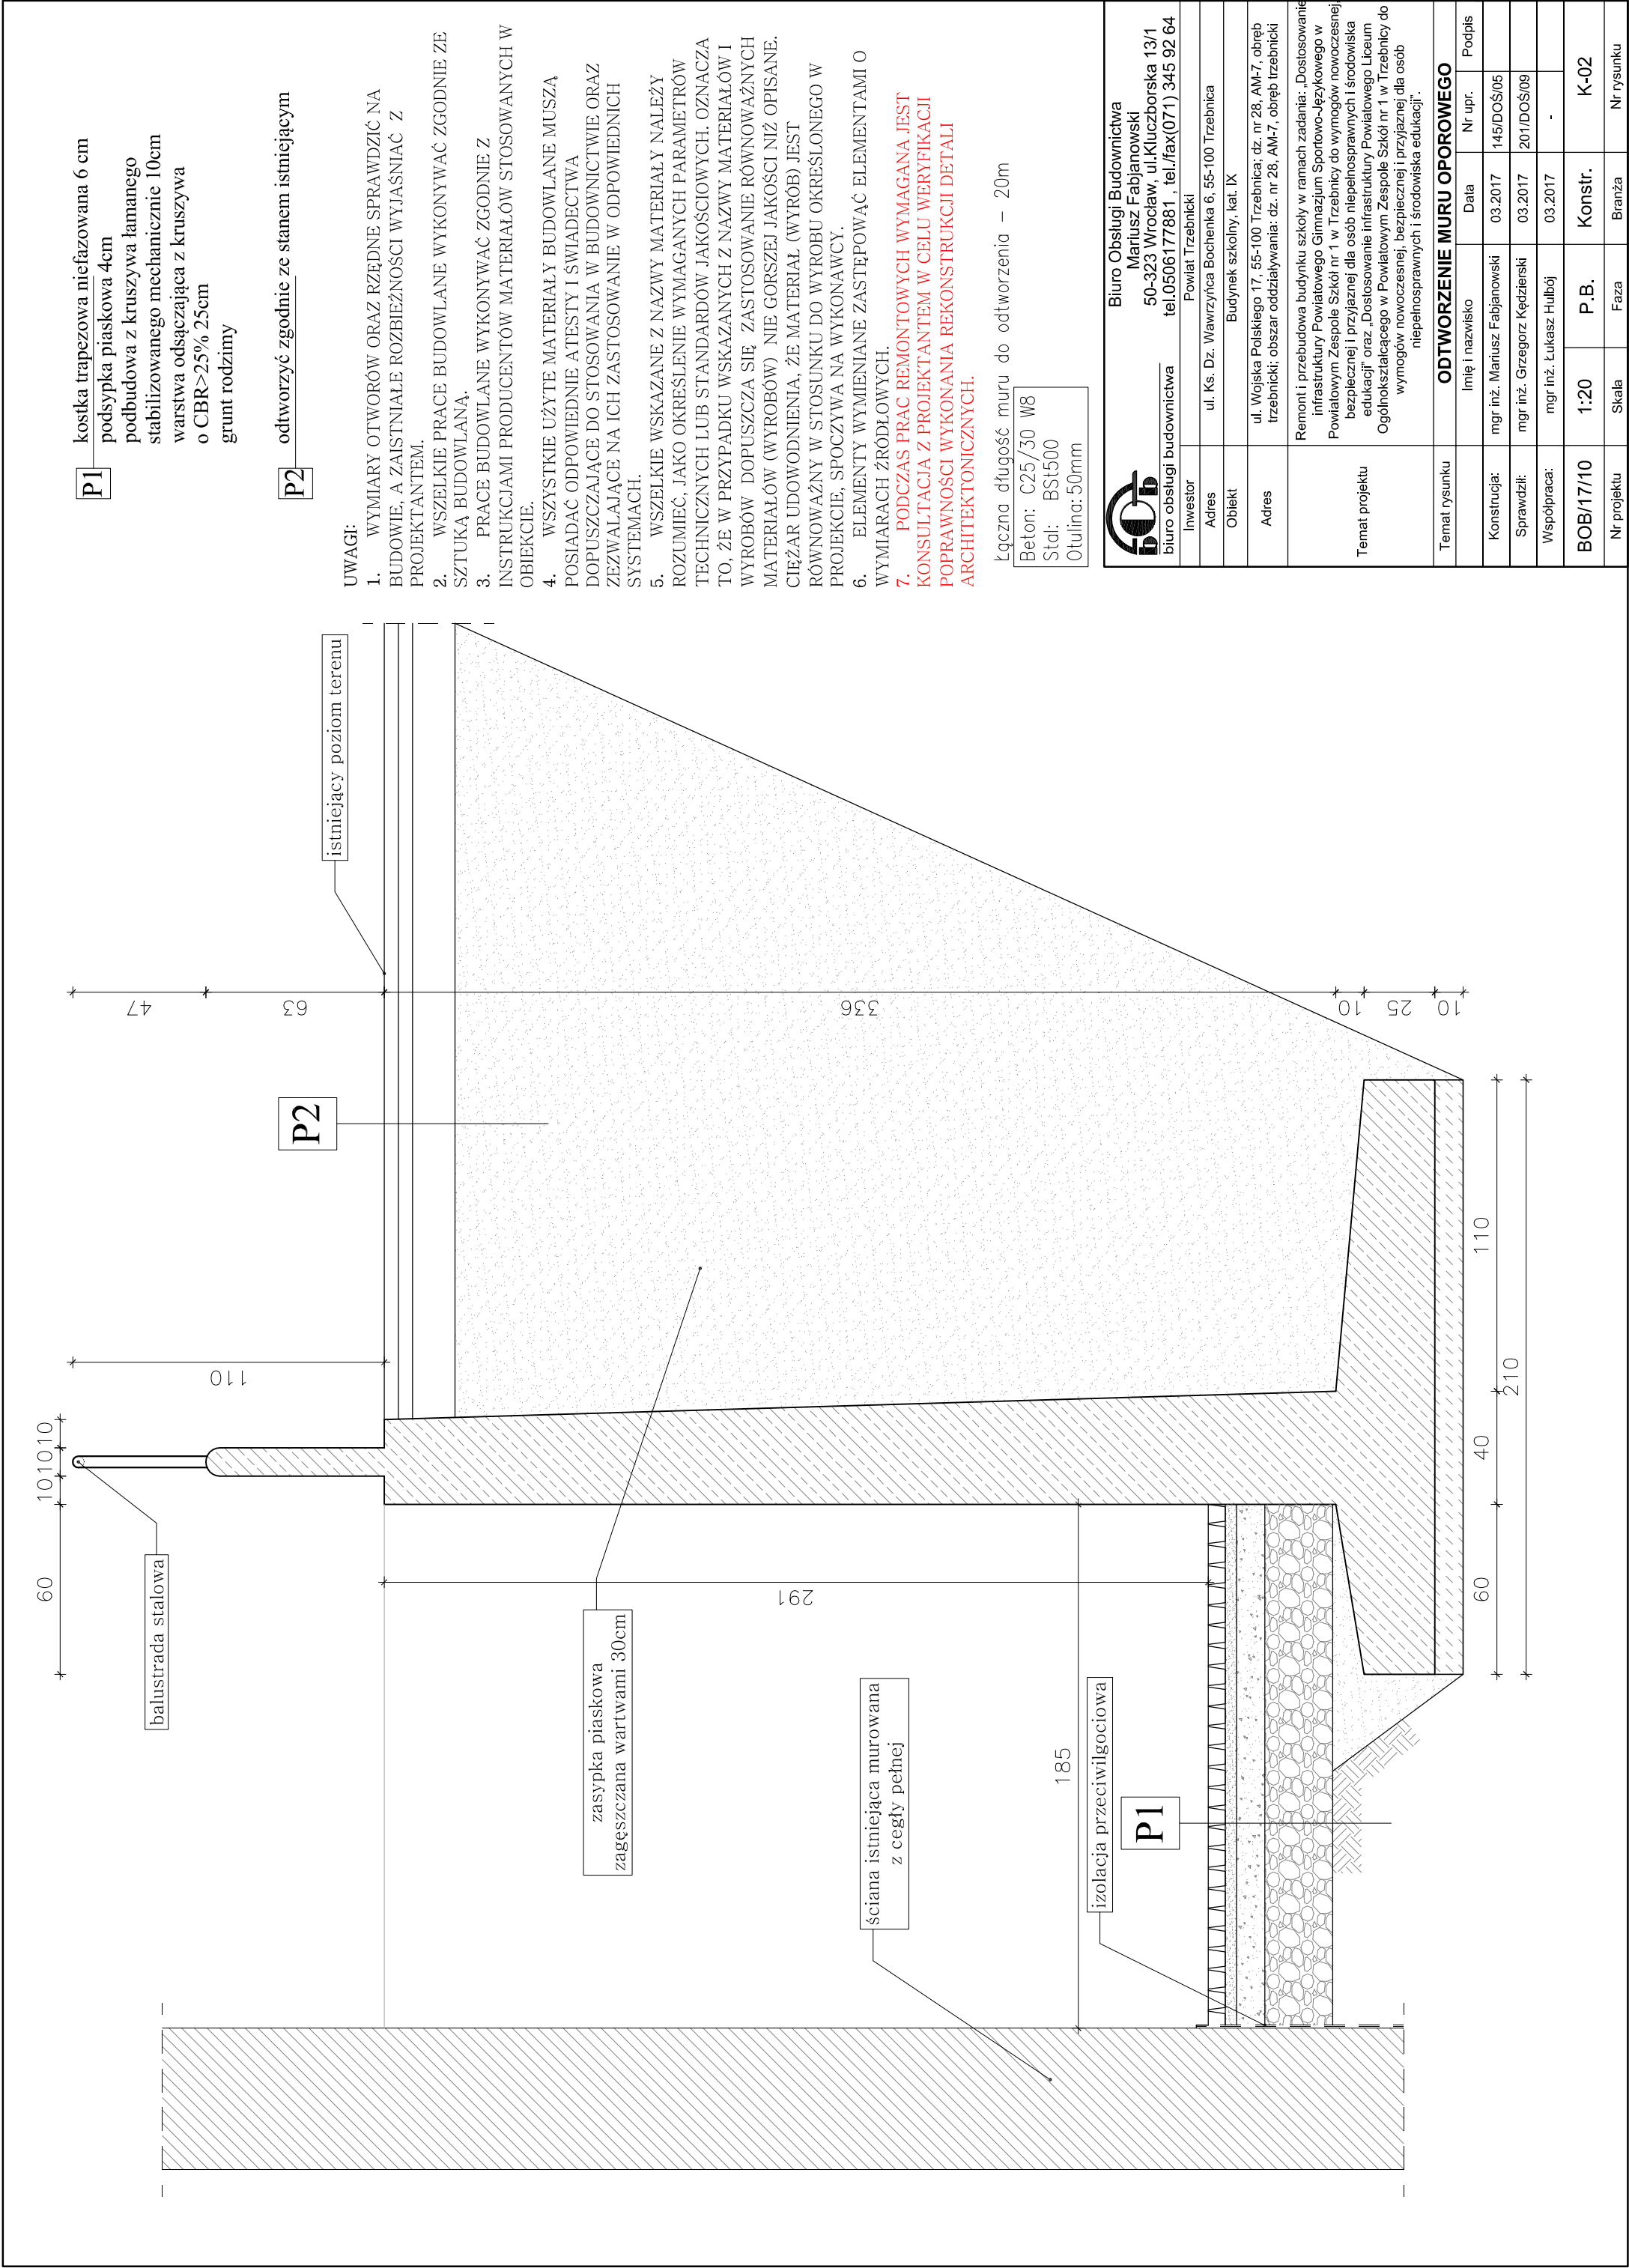 P1
kostka trapezowa niefazowana 6 cm
podsypka piaskowa 4cm
podbudowa z kruszywa łamanego
stabilizowanego mechanicznie 10cm
warstwa odsączająca z kruszywa
o CBR>25% 25cm
grunt rodzimy
P2
odtworzyć zgodnie ze stanem istniejącym
UWAGI:
1. WYMIARY OTWORÓW ORAZ RZĘDNE SPRAWDZIĆ NA
BUDOWIE, A ZAISTNIAŁE ROZBIEŻNOŚCI WYJAŚNIAĆ Z
PROJEKTANTEM.
2. WSZELKIE PRACE BUDOWLANE WYKONYWAĆ ZGODNIE ZE
SZTUKĄ BUDOWLANĄ.
3. PRACE BUDOWLANE WYKONYWAĆ ZGODNIE Z
INSTRUKCJAMI PRODUCENTÓW MATERIAŁÓW STOSOWANYCH W
OBIEKCIE.
4. WSZYSTKIE UŻYTE MATERIAŁY BUDOWLANE MUSZĄ
POSIADAĆ ODPOWIEDNIE ATESTY I ŚWIADECTWA
DOPUSZCZAJĄCE DO STOSOWANIA W BUDOWNICTWIE ORAZ
ZEZWALAJĄCE NA ICH ZASTOSOWANIE W ODPOWIEDNICH
SYSTEMACH.
5. WSZELKIE WSKAZANE Z NAZWY MATERIAŁY NALEŻY
ROZUMIEĆ, JAKO OKREŚLENIE WYMAGANYCH PARAMETRÓW
TECHNICZNYCH LUB STANDARDÓW JAKOŚCIOWYCH. OZNACZA
TO, ŻE W PRZYPADKU WSKAZANYCH Z NAZWY MATERIAŁÓW I
WYROBÓW DOPUSZCZA SIĘ ZASTOSOWANIE RÓWNOWAŻNYCH
MATERIAŁÓW (WYROBÓW) NIE GORSZEJ JAKOŚCI NIŻ OPISANE.
CIĘŻAR UDOWODNIENIA, ŻE MATERIAŁ (WYRÓB) JEST
RÓWNOWAŻNY W STOSUNKU DO WYROBU OKREŚLONEGO W
PROJEKCIE, SPOCZYWA NA WYKONAWCY.
6. ELEMENTY WYMIENIANE ZASTĘPOWAĆ ELEMENTAMI O
WYMIARACH ŹRÓDŁOWYCH.
7. PODCZAS PRAC REMONTOWYCH WYMAGANA JEST
KONSULTACJA Z PROJEKTANTEM W CELU WERYFIKACJI
POPRAWNOŚCI WYKONANIA REKONSTRUKCJI DETALI
ARCHITEKTONICZNYCH.
Łączna długość muru do odtworzenia – 20m
Beton: C25/30 W8
Stal: BSt500
Otulina:50mm
60
10
10
10
110
47
63
336
10
25
10
291
185
60
40
110
210
balustrada stalowa
istniejący poziom terenu
P2
zasypka piaskowa
zagęszczana wartwami 30cm
ściana istniejąca murowana
z cegły pełnej
izolacja przeciwilgociowa
P1
bOb
biuro obsługi budownictwa
Biuro Obsługi Budownictwa
Mariusz Fabjanowski
50-323 Wrocław, ul.Kluczborska 13/1
tel.0506177881 , tel./fax(071) 345 92 64
Inwestor Powiat Trzebnicki
Adres ul. Ks. Dz. Wawrzyńca Bochenka 6, 55-100 Trzebnica
Obiekt Budynek szkolny, kat. IX
Adres
ul. Wojska Polskiego 17, 55-100 Trzebnica; dz. nr 28, AM-7, obręb
trzebnicki; obszar oddziaływania: dz. nr 28, AM-7, obręb trzebnicki
Temat projektu
Remont i przebudowa budynku szkoły w ramach zadania: „Dostosowanie
infrastruktury Powiatowego Gimnazjum Sportowo-Językowego w
Powiatowym Zespole Szkół nr 1 w Trzebnicy do wymogów nowoczesnej,
bezpiecznej i przyjaznej dla osób niepełnosprawnych i środowiska
edukacji” oraz „Dostosowanie infrastruktury Powiatowego Liceum
Ogólnokształcącego w Powiatowym Zespole Szkół nr 1 w Trzebnicy do
wymogów nowoczesnej, bezpiecznej i przyjaznej dla osób
niepełnosprawnych i środowiska edukacji”.
Temat rysunku ODTWORZENIE MURU OPOROWEGO
Imię i nazwisko Data Nr upr. Podpis
Konstrucja: mgr inż. Mariusz Fabjanowski 03.2017 145/DOŚ/05
Sprawdził: mgr inż. Grzegorz Kędzierski 03.2017 201/DOŚ/09
Współpraca: mgr inż. Łukasz Hulbój 03.2017 -
BOB/17/10 1:20 P.B. Konstr. K-02
Nr projektu Skala Faza Branża Nr rysunku